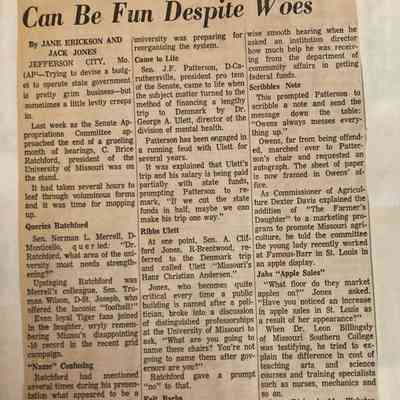 Can Be Fun Despite Woes
By JANE ERICKSON AND
JACK JONES
JEFFERSON CITY, Mo.
(AP—Trying to devise a budg-
et to operate state government
is pretty grim business—but
sometimes a little levity creeps
in.
Last week as the Senate Ap-
propriations Committee ap-
proached the end of a grueling
month of hearings, C. Brice
Ratchford, president of the
University of Missouri was on
the stand.
It had taken several hours to
leaf through voluminous forms
and it was time for mopping
up.
Queries Ratchford
Sen. Norman L. Merrell, D-
Monticello, queried: "Dr.
Ratchford, what area of the uni-
versity most needs strength-
ening?"
Upstaging Ratchford was
Merrell's colleague, Sen. Tru-
man Wilson, D-St. Joseph, who
offered the laconic "football!"
Even loyal Tiger fans joined
in the laughter, wryly remem-
bering Mizzou's disappointing
record in the recent grid
campaign.
"Name" Confusing
Ratchford had mentioned
several times during his presen-
tation what appeared to be a
university was preparing for
reorganizing the system.
Came to Life
Sen. J.F. Patterson, D-Ca-
ruthersville, president pro tem
of the Senate, came to life when
the subject matter turned to the
method of financing a lengthy
trip to Denmark by Dr.
George A. Ulett, director of the
division of mental health.
Patterson has been engaged in
a running feud with Ulett for
several years.
It was explained that Ulett's
trip and his salary is being paid
partially with state funds,
prompting Patterson to re-
mark, "If we cut the state
funds in half, maybe we can
make his trip one way."
Ribbs Ulett
At one point, Sen. A. Clif-
ford Jones, R-Brentwood, re-
ferred to the Denmark trip
and called Ulett "Missouri's
Hans Christian Andersen."
Jones, who becomes quite
critical every time a public
building is named after a poli-
tician, broke into a discussion
of distinguished professorships
at the University of Missouri to
ask, "What are you going to
name these chairs? You're not
going to name them after gov-
ernors are you?"
Ratchford gave a prompt
"no" to that.
wise smooth hearing when he
asked an institution director
how much help he was receiv-
ing from the department of
community affairs in getting
federal funds.
Scribbles Note
This prompted Patterson to
scribble a note and send the
message down the table:
"Owens always messes every-
thing up."
Owens, far from being offend-
ed, marched over to Patter-
son's chair and requested an
autograph. The sheet of paper
is now framed in Owens' of-
fice.
As Commissioner of Agricul-
ture Dexter Davis explained the
addition of "The Farmer's
Daughter" to a marketing pro-
gram to promote Missouri agri-
culture, he told the committee
the young lady recently worked
at Famous-Barr in St. Louis in
an apple display.
Jabs "Apple Sales"
"What floor do they market
apples on?" Jones asked.
"Have you noticed an increase
in apple sales in St. Louis as
a result of her appearance?"
When Dr. Leon Billingsly
of Missouri Southern College
was testifying, he tried to ex-
plain the difference in cost of
teaching arts and science
courses and training specialists
such as nurses, mechanics and
so on.